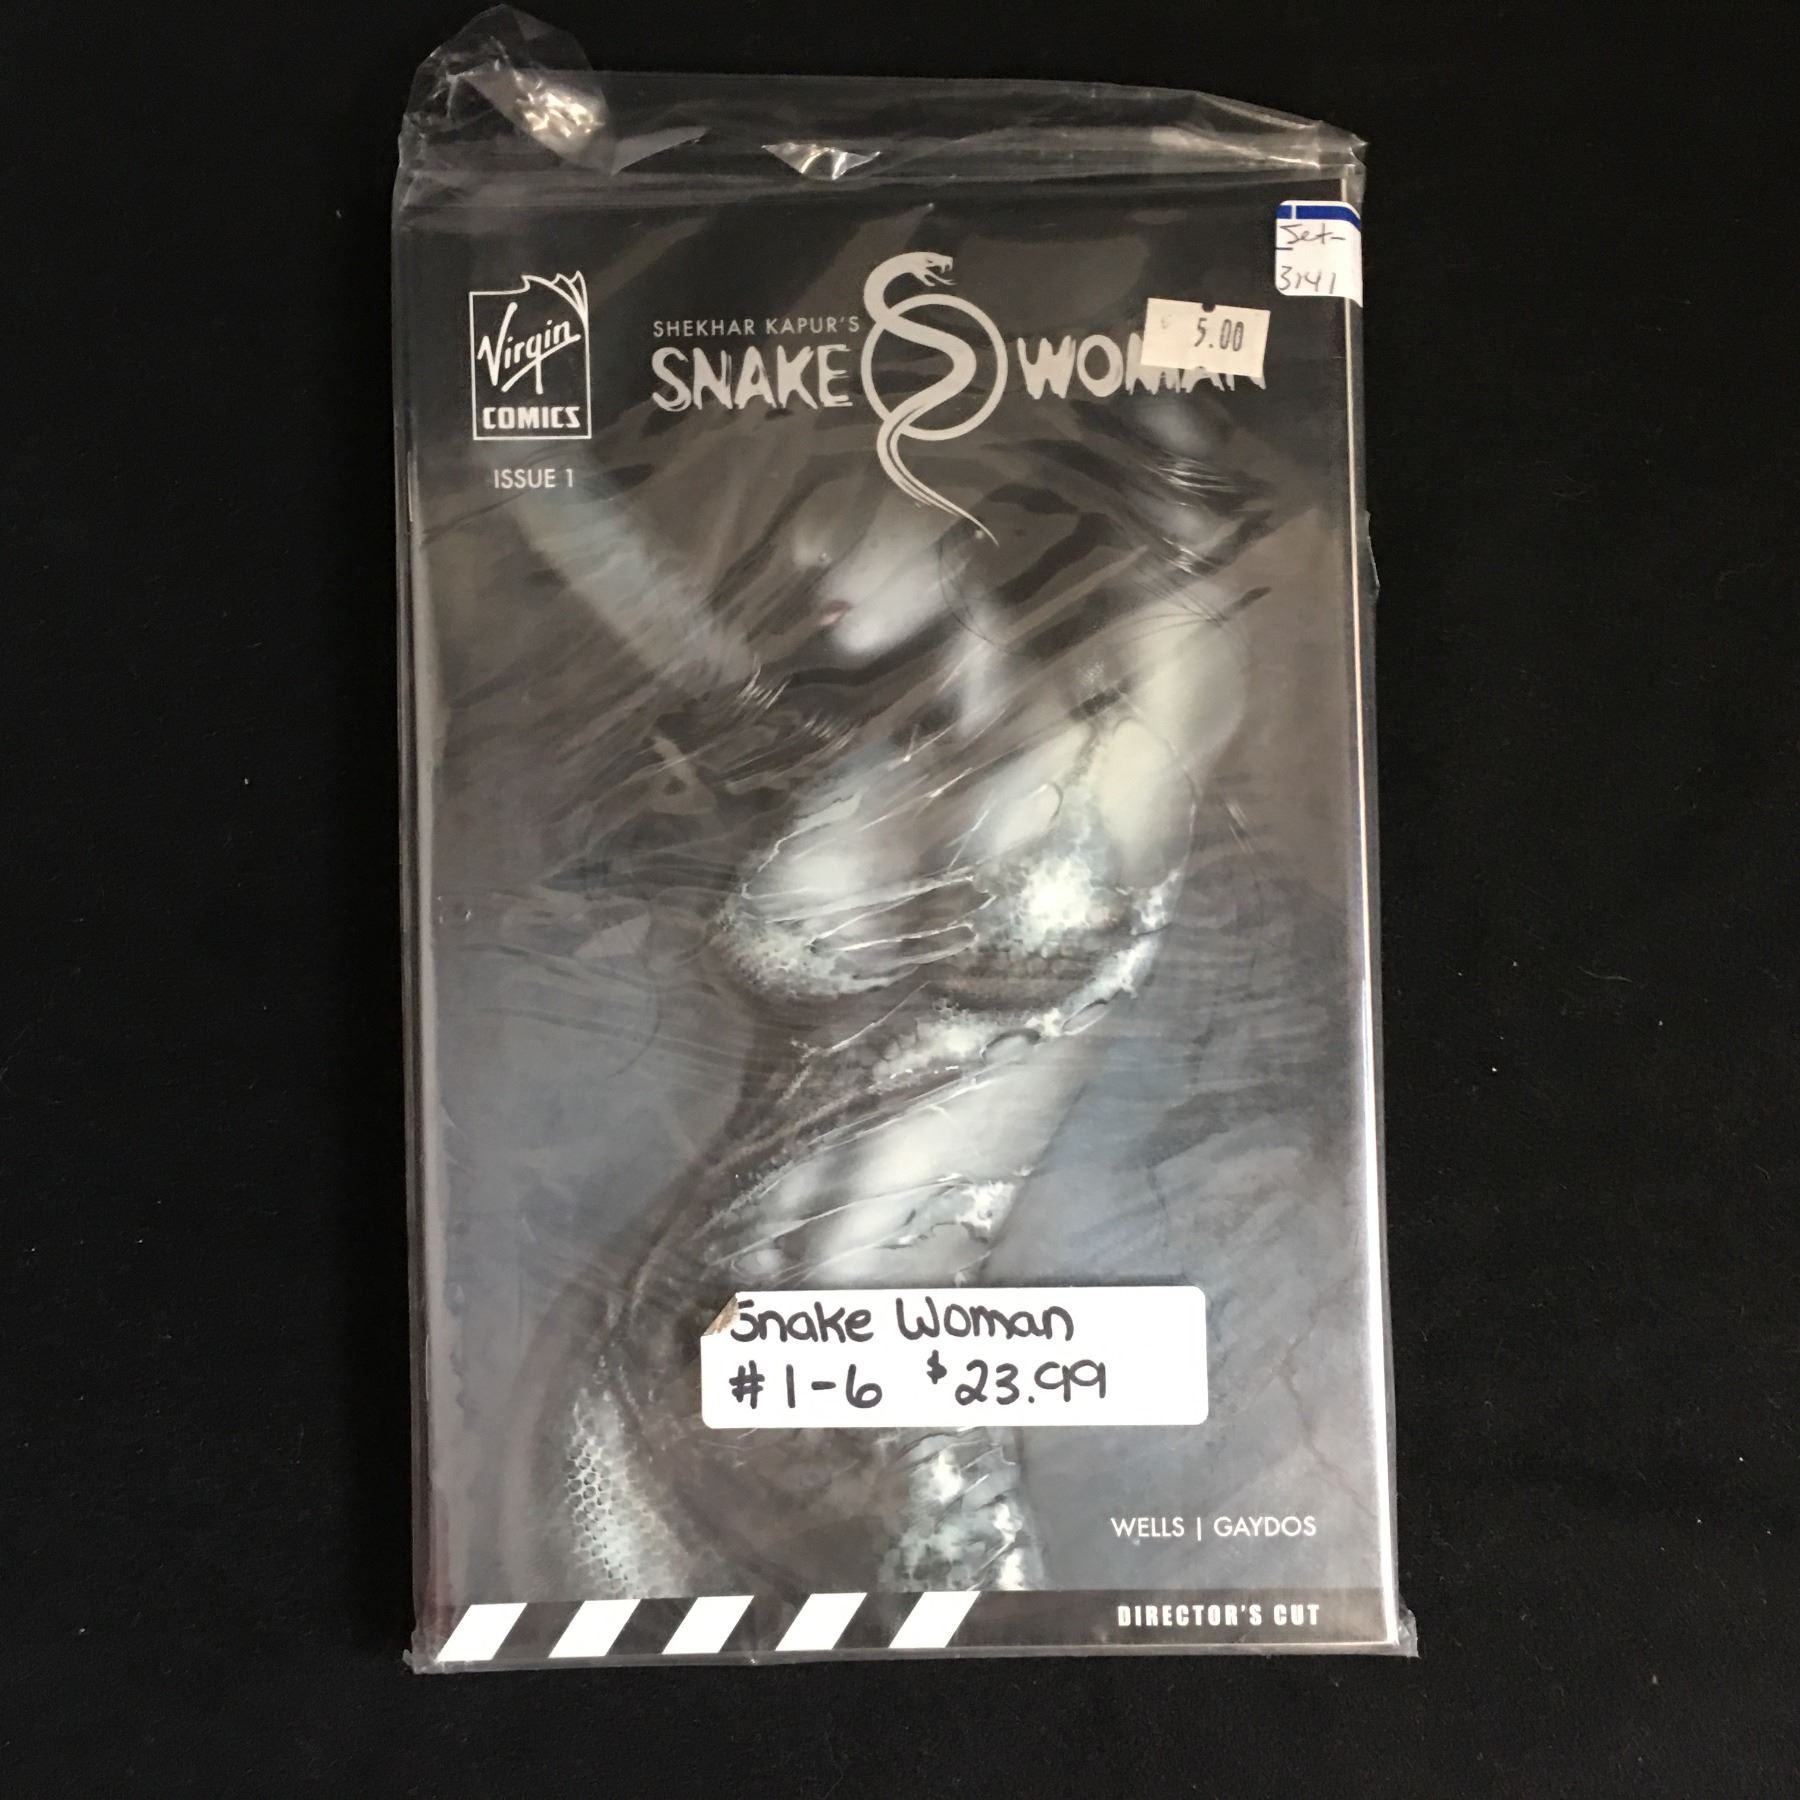 Set-
3141
5.00
Virgin
COMICS
SHEKHAR KAPUR'S
SNAKE WOMAN
ISSUE 1
Snake Woman
#1-6 $23.99
WELLS | GAYDOS
DIRECTOR'S CUT